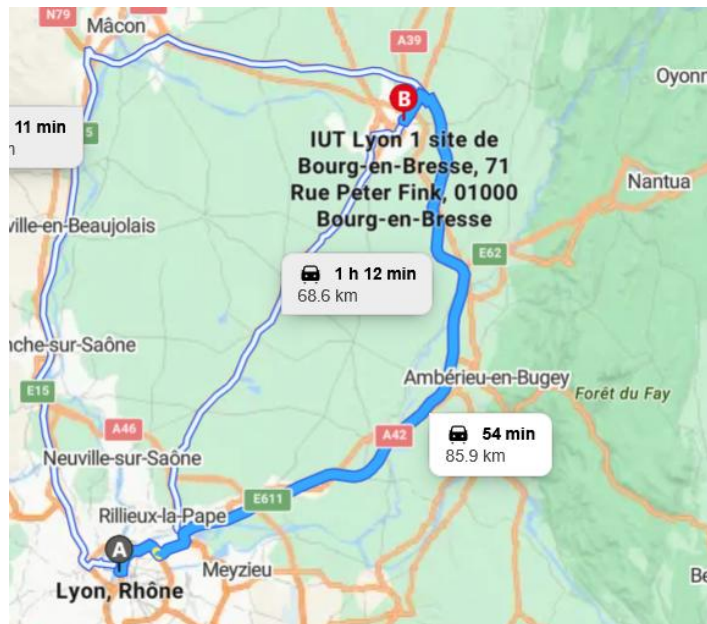 N79
Mâcon
A39
Oyonn
11 min
5
B
IUT Lyon 1 site de
Bourg-en-Bresse, 71
Rue Peter Fink, 01000
Bourg-en-Bresse
Nantua
ville-en-Beaujolais
E62
1 h 12 min
68.6 km
nche-sur-Saône
Ambérieu-en-Bugey
Forêt du Fay
E15
A46
A42
54 min
85.9 km
Neuville-sur-Saône
E611
Rillieux-la-Pape
A
Meyzieu
Lyon, Rhône
Be